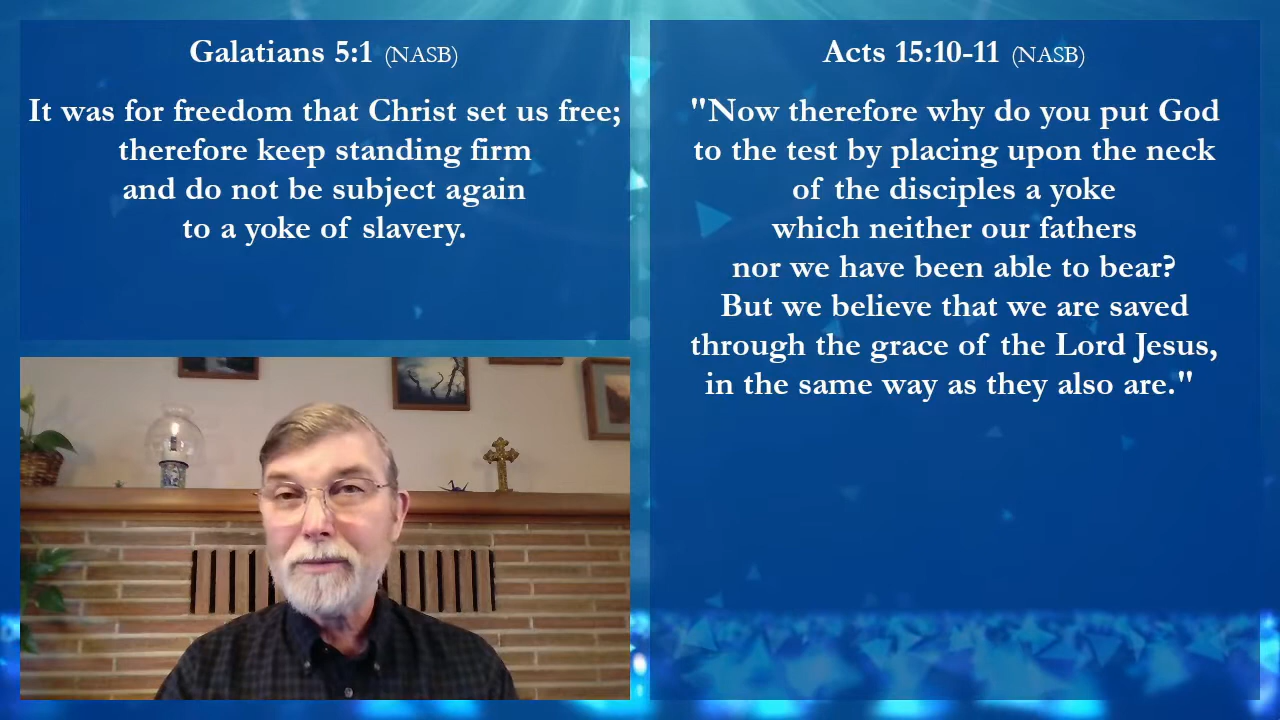 Galatians 5:1 (NASB)
It was for freedom that Christ set us free;
therefore keep standing firm
and do not be subject again
to a yoke of slavery.
Acts 15:10-11 (NASB)
"Now therefore why do you put God
to the test by placing upon the neck
of the disciples a yoke
which neither our fathers
nor we have been able to bear?
But we believe that we are saved
through the grace of the Lord Jesus,
in the same way as they also are."